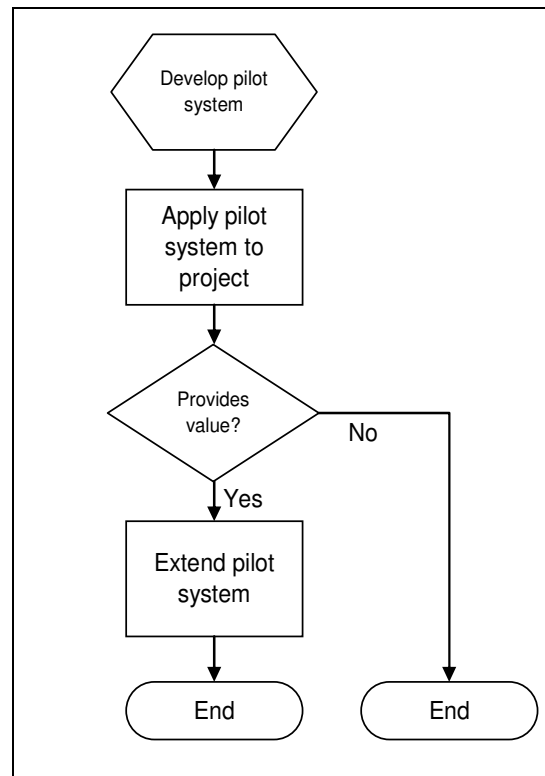 Develop pilot
system
Apply pilot
system to
project
Provides
value?
No
Yes
Extend pilot
system
End
End